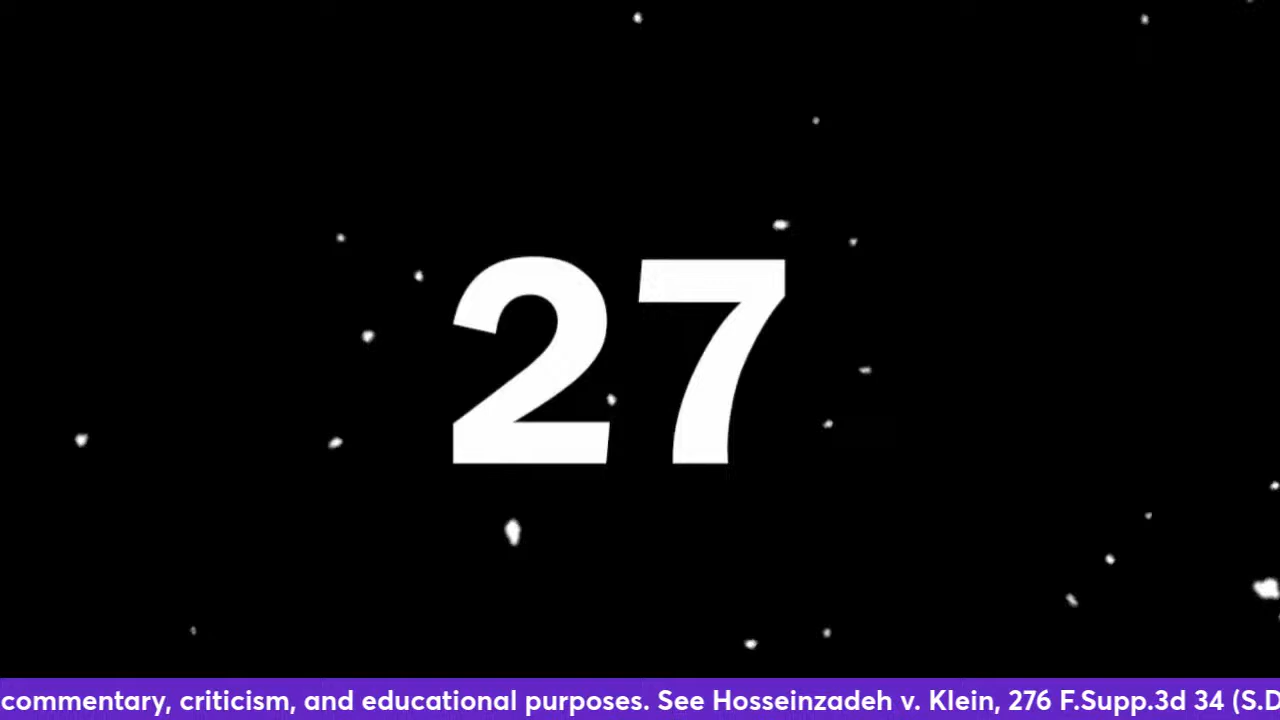 27
commentary, criticism, and educational purposes. See Hosseinzadeh v. Klein, 276 F.Supp.3d 34 (S.D